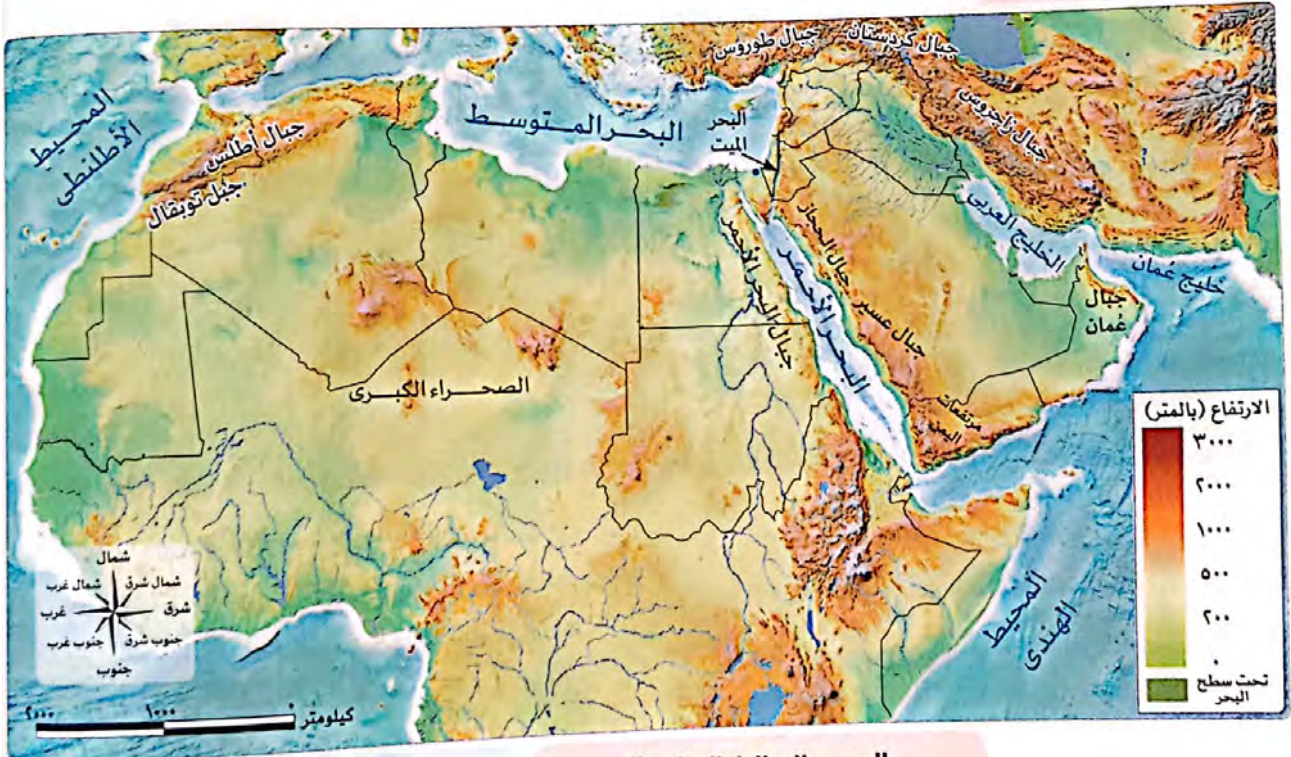 جبال طوروس
جبال كردستان
جبال زاجروس
المحيط
الأطلنطى
جبال أطلس
جبل توبقال
البحر المتوسط
البحر
الميت
الخليج العربى
خليج عُمان
جبال
عُمان
جبال الحجاز
جبال عسير
مرتفعات
اليمن
البحر الأحمر
جبال البحر الأحمر
الصحراء الكبرى
المحيط
الهندى
الارتفاع (بالمتر)
٣٠٠٠
٢٠٠٠
١٠٠٠
٥٠٠
٢٠٠
٠
تحت سطح
البحر
شمال
شمال شرق
شمال غرب
شرق
غرب
جنوب شرق
جنوب غرب
جنوب
٢٠٠٠
١٠٠٠
٠
كيلومتر